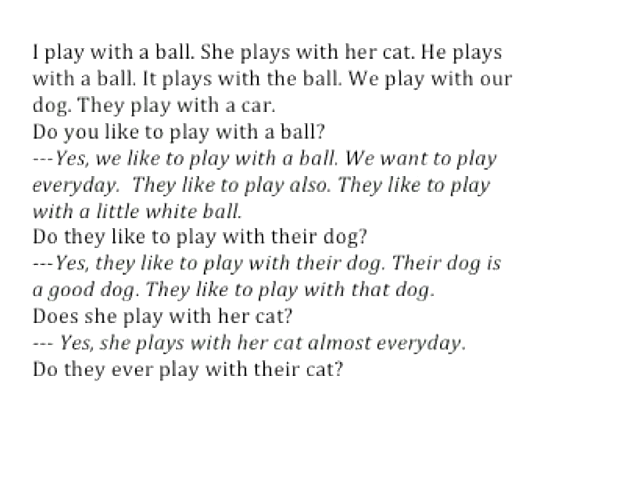 I play with a ball. She plays with her cat. He plays
with a ball. It plays with the ball. We play with our
dog. They play with a car.
Do you like to play with a ball?
---Yes, we like to play with a ball. We want to play
everyday.  They like to play also. They like to play
with a little white ball.
Do they like to play with their dog?
---Yes, they like to play with their dog. Their dog is
a good dog. They like to play with that dog.
Does she play with her cat?
--- Yes, she plays with her cat almost everyday.
Do they ever play with their cat?